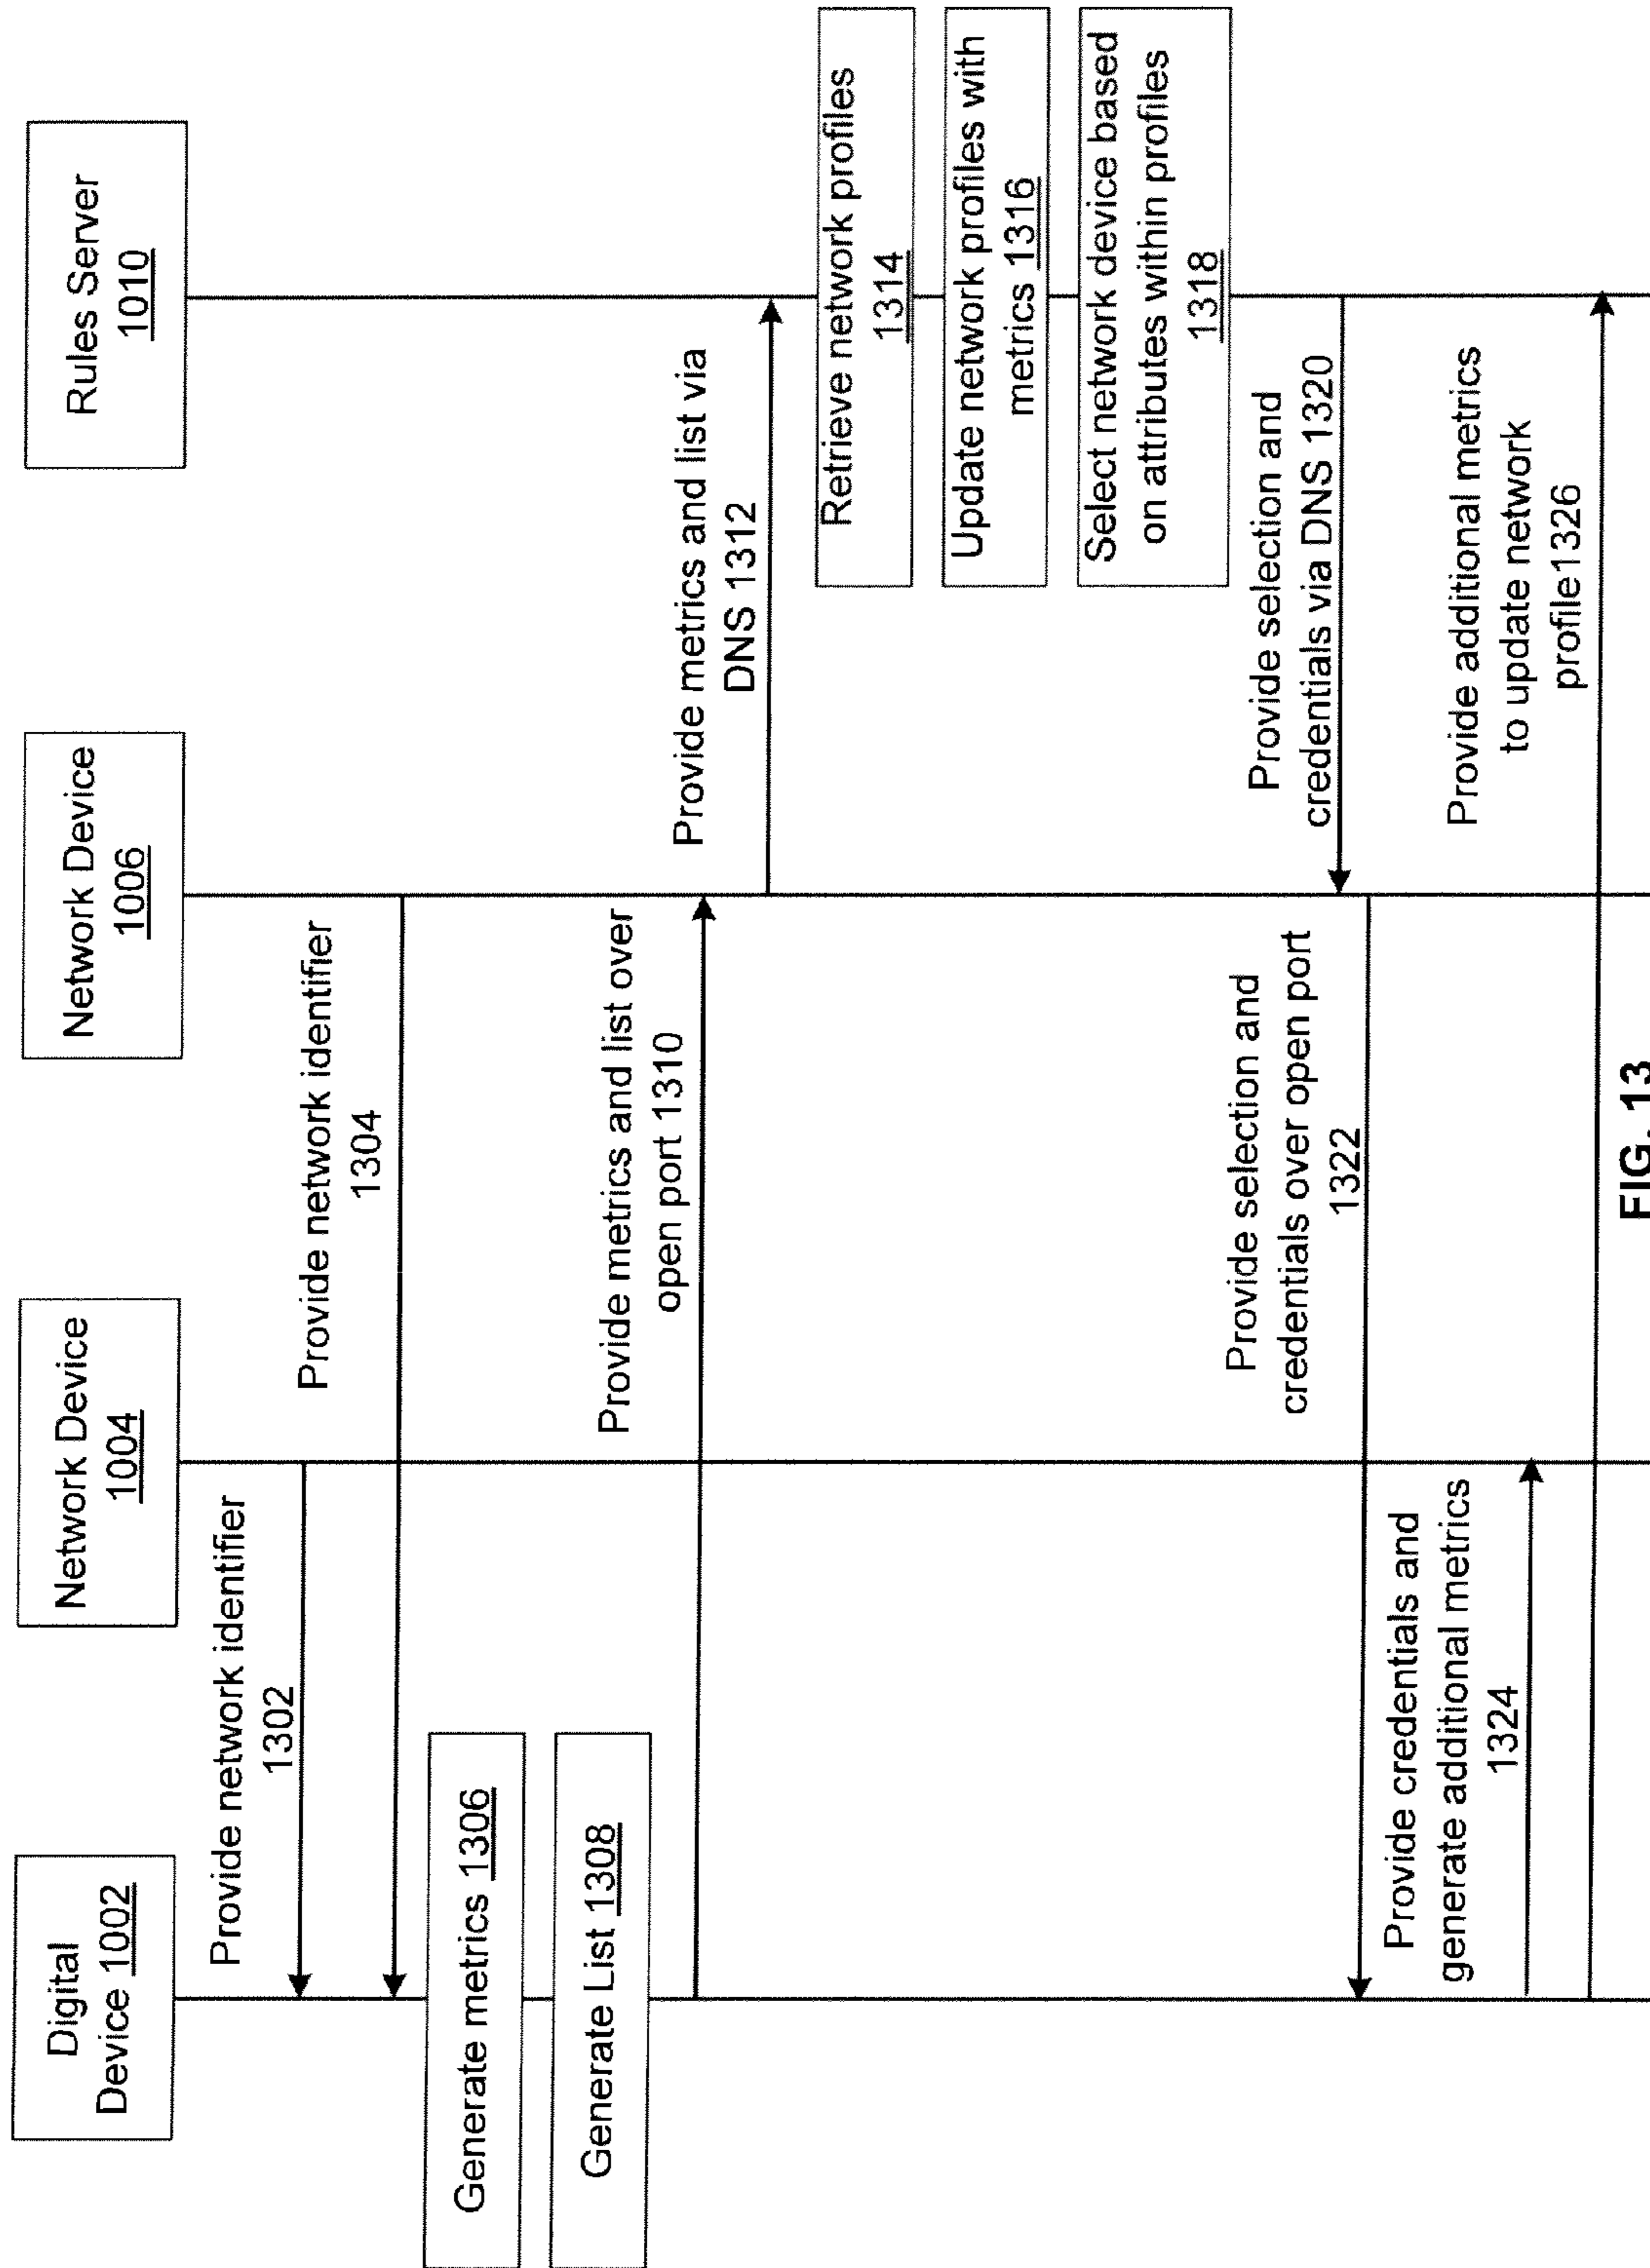 Digital
Device 1002
Network Device
1004
Network Device
1006
Rules Server
1010
Provide network identifier
1302
Provide network identifier
1304
Generate metrics 1306
Generate List 1308
Provide metrics and list over
open port 1310
Provide metrics and list via
DNS 1312
Retrieve network profiles
1314
Update network profiles with
metrics 1316
Select network device based
on attributes within profiles
1318
Provide selection and
credentials via DNS 1320
Provide selection and
credentials over open port
1322
Provide credentials and
generate additional metrics
1324
Provide additional metrics
to update network
profile1326
FIG. 13